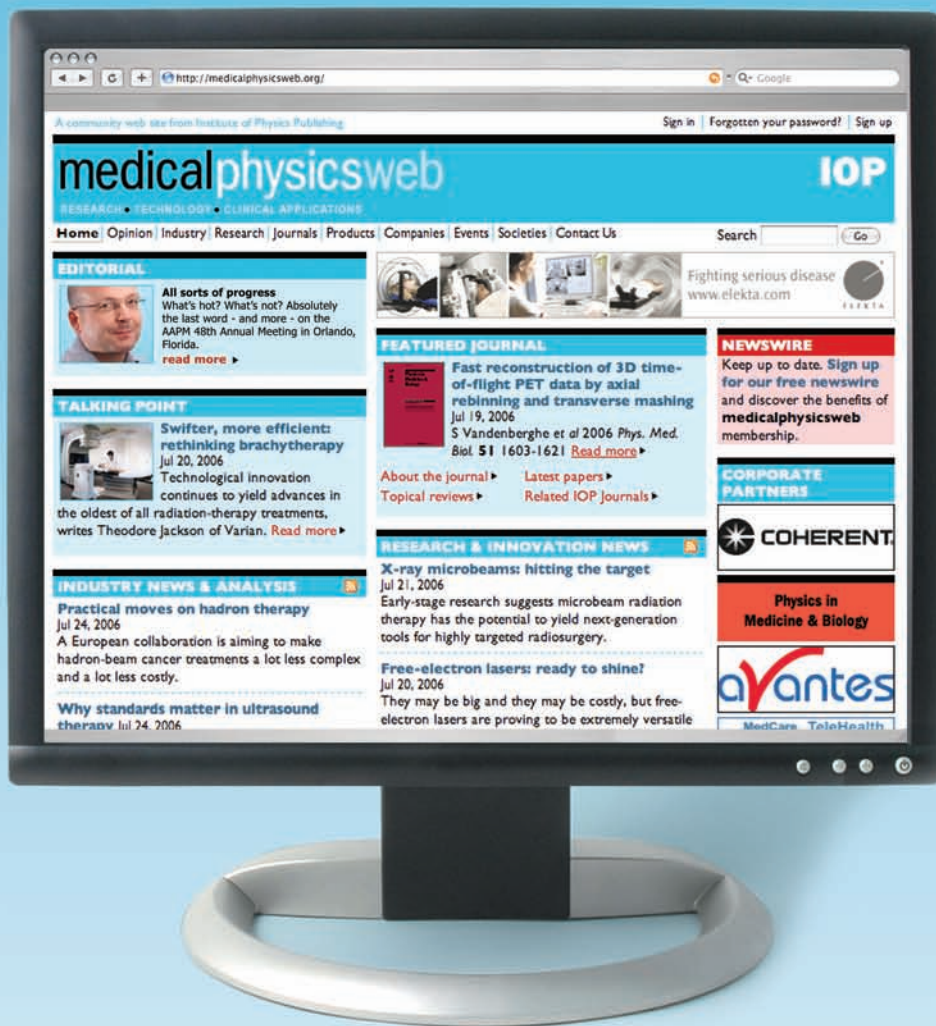 http://medicalphysicsweb.org/
Google
A community web site from Institute of Physics Publishing
Sign in | Forgotten your password? | Sign up
medicalphysicsweb
IOP
RESEARCH • TECHNOLOGY • CLINICAL APPLICATIONS
Home | Opinion | Industry | Research | Journals | Products | Companies | Events | Societies | Contact Us
Search
Go
EDITORIAL
All sorts of progress
What's hot? What's not? Absolutely
the last word - and more - on the
AAPM 48th Annual Meeting in Orlando,
Florida.
read more
TALKING POINT
Swifter, more efficient:
rethinking brachytherapy
Jul 20, 2006
Technological innovation
continues to yield advances in
the oldest of all radiation-therapy treatments,
writes Theodore Jackson of Varian. Read more
INDUSTRY NEWS & ANALYSIS
Practical moves on hadron therapy
Jul 24, 2006
A European collaboration is aiming to make
hadron-beam cancer treatments a lot less complex
and a lot less costly.
Why standards matter in ultrasound
therapy Jul 24, 2006
Fighting serious disease
www.elekta.com
ELEKTA
FEATURED JOURNAL
Fast reconstruction of 3D time-
of-flight PET data by axial
rebinning and transverse mashing
Jul 19, 2006
S Vandenberghe et al 2006 Phys. Med.
Biol. 51 1603-1621 Read more
About the journal
Latest papers
Topical reviews
Related IOP Journals
RESEARCH & INNOVATION NEWS
X-ray microbeams: hitting the target
Jul 21, 2006
Early-stage research suggests microbeam radiation
therapy has the potential to yield next-generation
tools for highly targeted radiosurgery.
Free-electron lasers: ready to shine?
Jul 20, 2006
They may be big and they may be costly, but free-
electron lasers are proving to be extremely versatile
NEWSWIRE
Keep up to date. Sign up
for our free newswire
and discover the benefits of
medicalphysicsweb
membership.
CORPORATE
PARTNERS
COHERENT.
Physics in
Medicine & Biology
avantes
MedCare TeleHealth